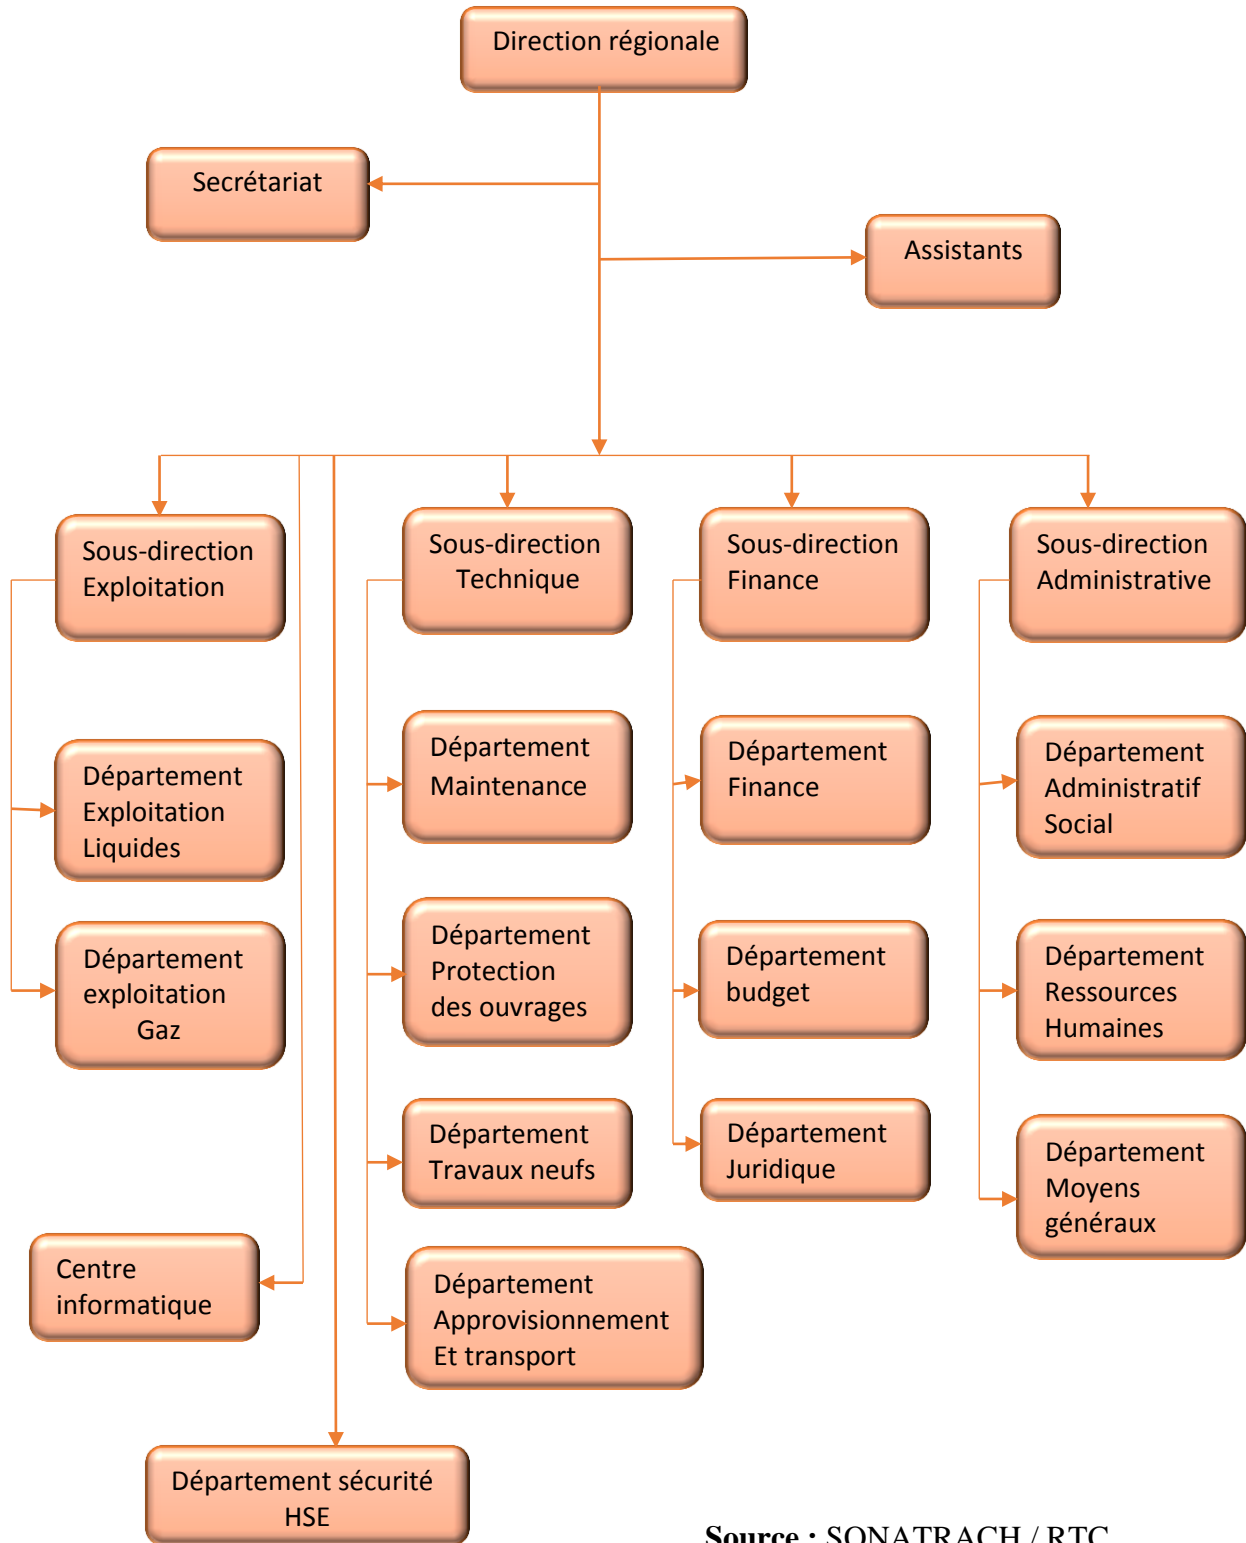 Direction régionale
Secrétariat
Assistants
Sous-direction
Exploitation
Sous-direction
Technique
Sous-direction
Finance
Sous-direction
Administrative
Département
Exploitation
Liquides
Département
Maintenance
Département
Finance
Département
Administratif
Social
Département
exploitation
Gaz
Département
Protection
des ouvrages
Département
budget
Département
Ressources
Humaines
Département
Travaux neufs
Département
Juridique
Département
Moyens
généraux
Centre
informatique
Département
Approvisionnement
Et transport
Département sécurité
HSE
Source : SONATRACH / RTC